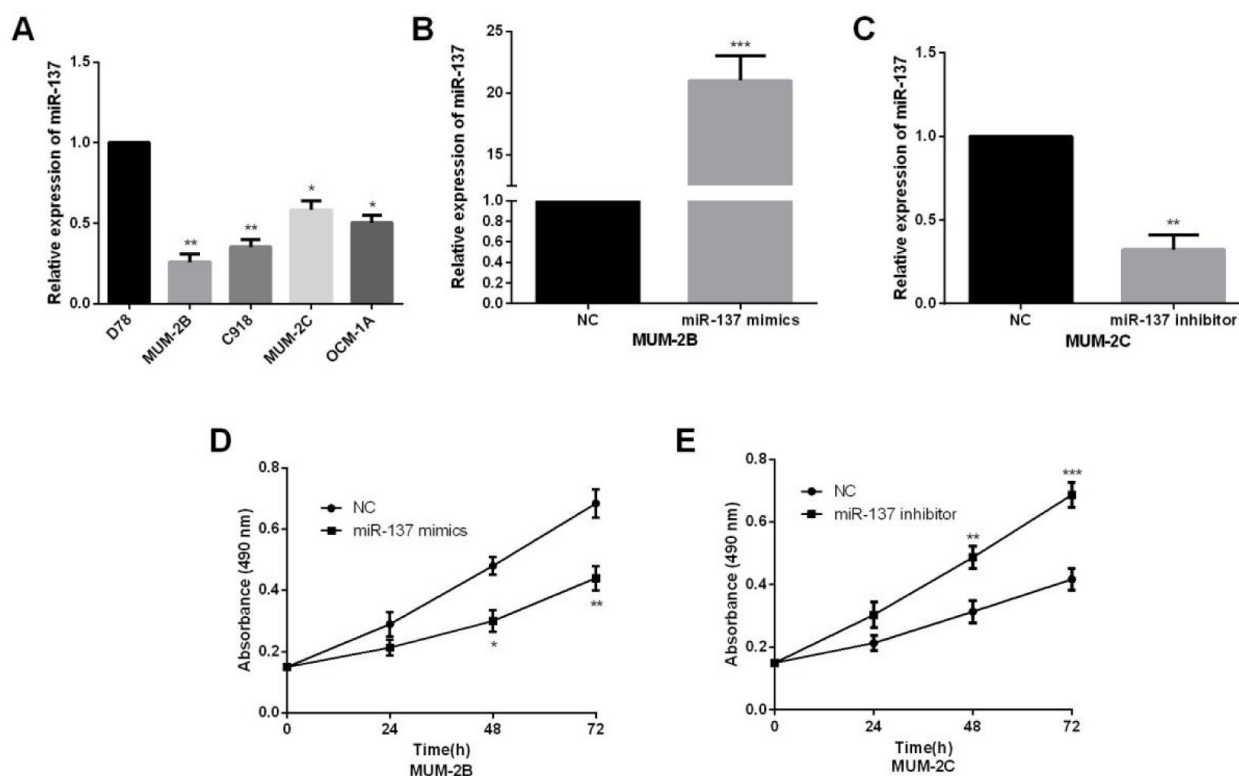 A
Relative expression of miR-137
1.5
1.0
0.5
0.0
**
**
*
*
D78
MUM-2B
C918
MUM-2C
OCM-1A
B
Relative expression of miR-137
25
20
15
1.0
0.8
0.6
0.4
0.2
0.0
***
NC
miR-137 mimics
MUM-2B
C
Relative expression of miR-137
1.5
1.0
0.5
0.0
**
NC
miR-137 inhibitor
MUM-2C
D
Absorbance (490 nm)
0.8
0.6
0.4
0.2
0.0
NC
miR-137 mimics
*
**
0
24
48
72
Time(h)
MUM-2B
E
Absorbance (490 nm)
0.8
0.6
0.4
0.2
0.0
NC
miR-137 inhibitor
**
***
0
24
48
72
Time(h)
MUM-2C